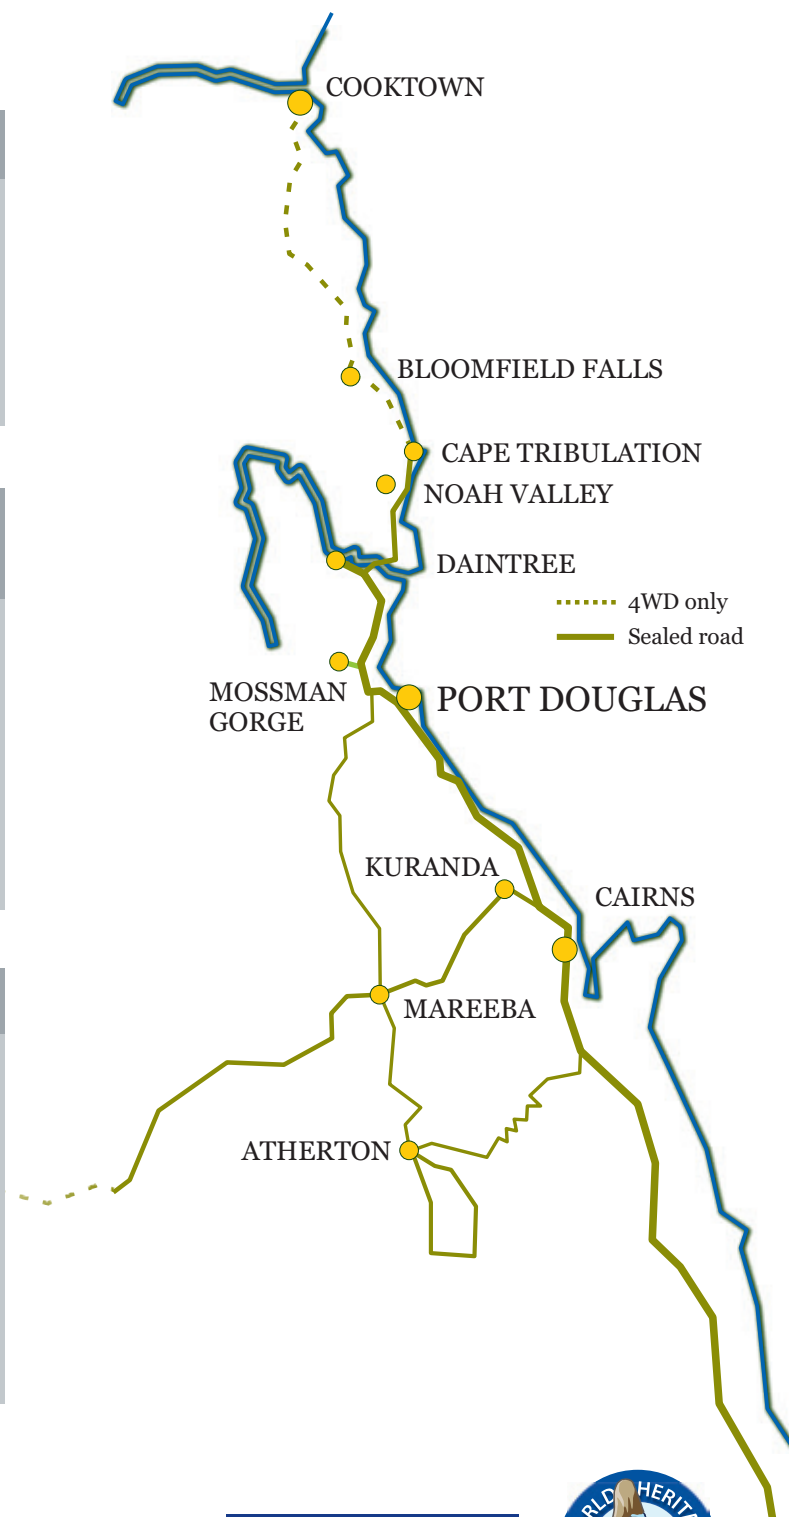 COOKTOWN
BLOOMFIELD FALLS
CAPE TRIBULATION
NOAH VALLEY
DAINTREE
4WD only
Sealed road
MOSSMAN
GORGE
PORT DOUGLAS
KURANDA
CAIRNS
MAREEBA
ATHERTON